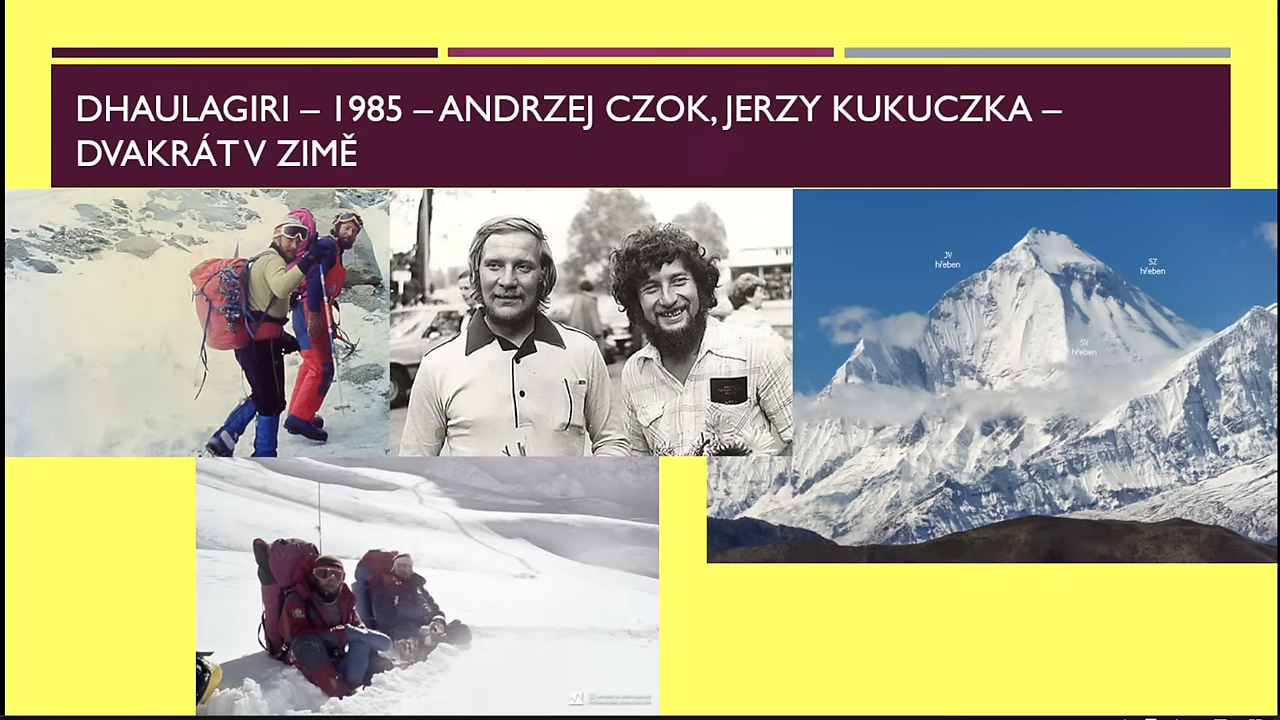 DHAULAGIRI – 1985 – ANDRZEJ CZOK, JERZY KUKUCZKA –
DVAKRÁT V ZIMĚ
JV
hřeben
SZ
hřeben
SV
hřeben